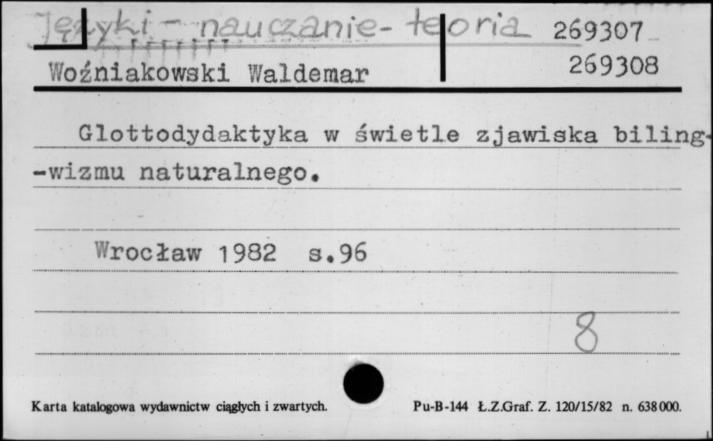 Języki - nauczanie - teoria 269307
Woźniakowski Waldemar 269308
Glottodydaktyka w świetle zjawiska biling-
-wizmu naturalnego.
Wrocław 1982 s.96
8
Karta katalogowa wydawnictw ciągłych i zwartych. Pu-B-144 Ł.Z.Graf. Z. 120/15/82 n. 638000.